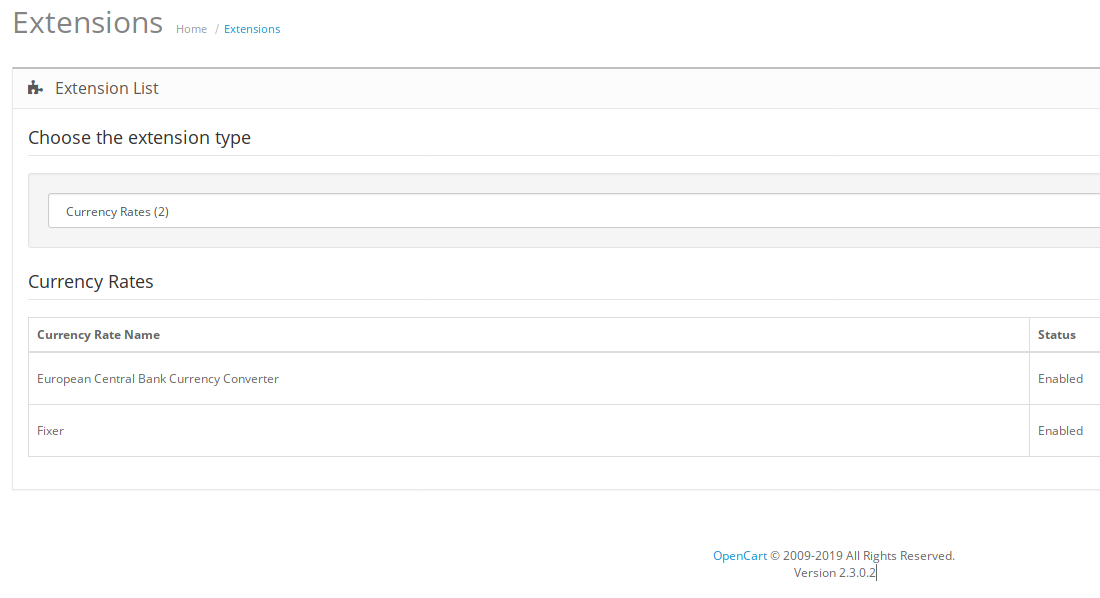 Extensions Home / Extensions
Extension List
Choose the extension type
Currency Rates (2)
Currency Rates
Currency Rate Name Status
European Central Bank Currency Converter Enabled
Fixer Enabled
OpenCart © 2009-2019 All Rights Reserved.
Version 2.3.0.2